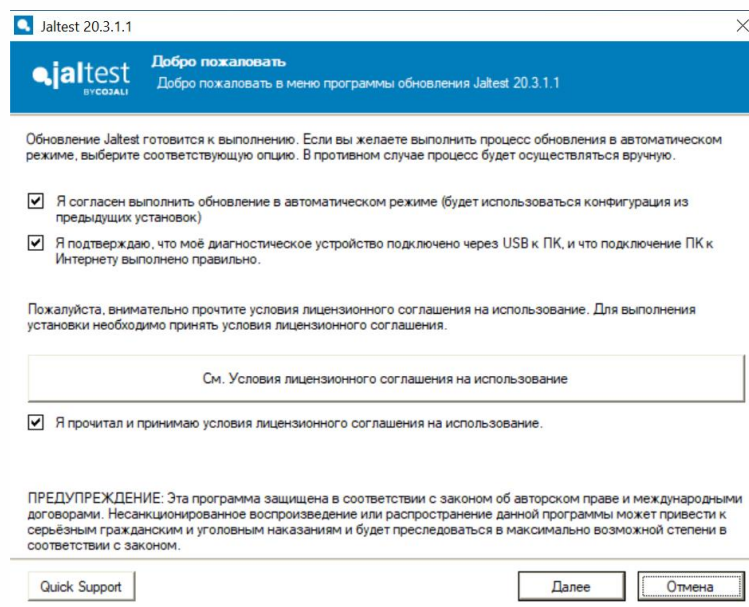 Jaltest 20.3.1.1
Добро пожаловать
jaltest
BY COJALI
Добро пожаловать в меню программы обновления Jaltest 20.3.1.1
Обновление Jaltest готовится к выполнению. Если вы желаете выполнить процесс обновления в автоматическом
режиме, выберите соответствующую опцию. В противном случае процесс будет осуществляться вручную.
Я согласен выполнить обновление в автоматическом режиме (будет использоваться конфигурация из
предыдущих установок)
Я подтверждаю, что моё диагностическое устройство подключено через USB к ПК, и что подключение ПК к
Интернету выполнено правильно.
Пожалуйста, внимательно прочтите условия лицензионного соглашения на использование. Для выполнения
установки необходимо принять условия лицензионного соглашения.
См. Условия лицензионного соглашения на использование
Я прочитал и принимаю условия лицензионного соглашения на использование.
ПРЕДУПРЕЖДЕНИЕ: Эта программа защищена в соответствии с законом об авторском праве и международными
договорами. Несанкционированное воспроизведение или распространение данной программы может привести к
серьёзным гражданским и уголовным наказаниям и будет преследоваться в максимально возможной степени в
соответствии с законом.
Quick Support
Далее
Отмена